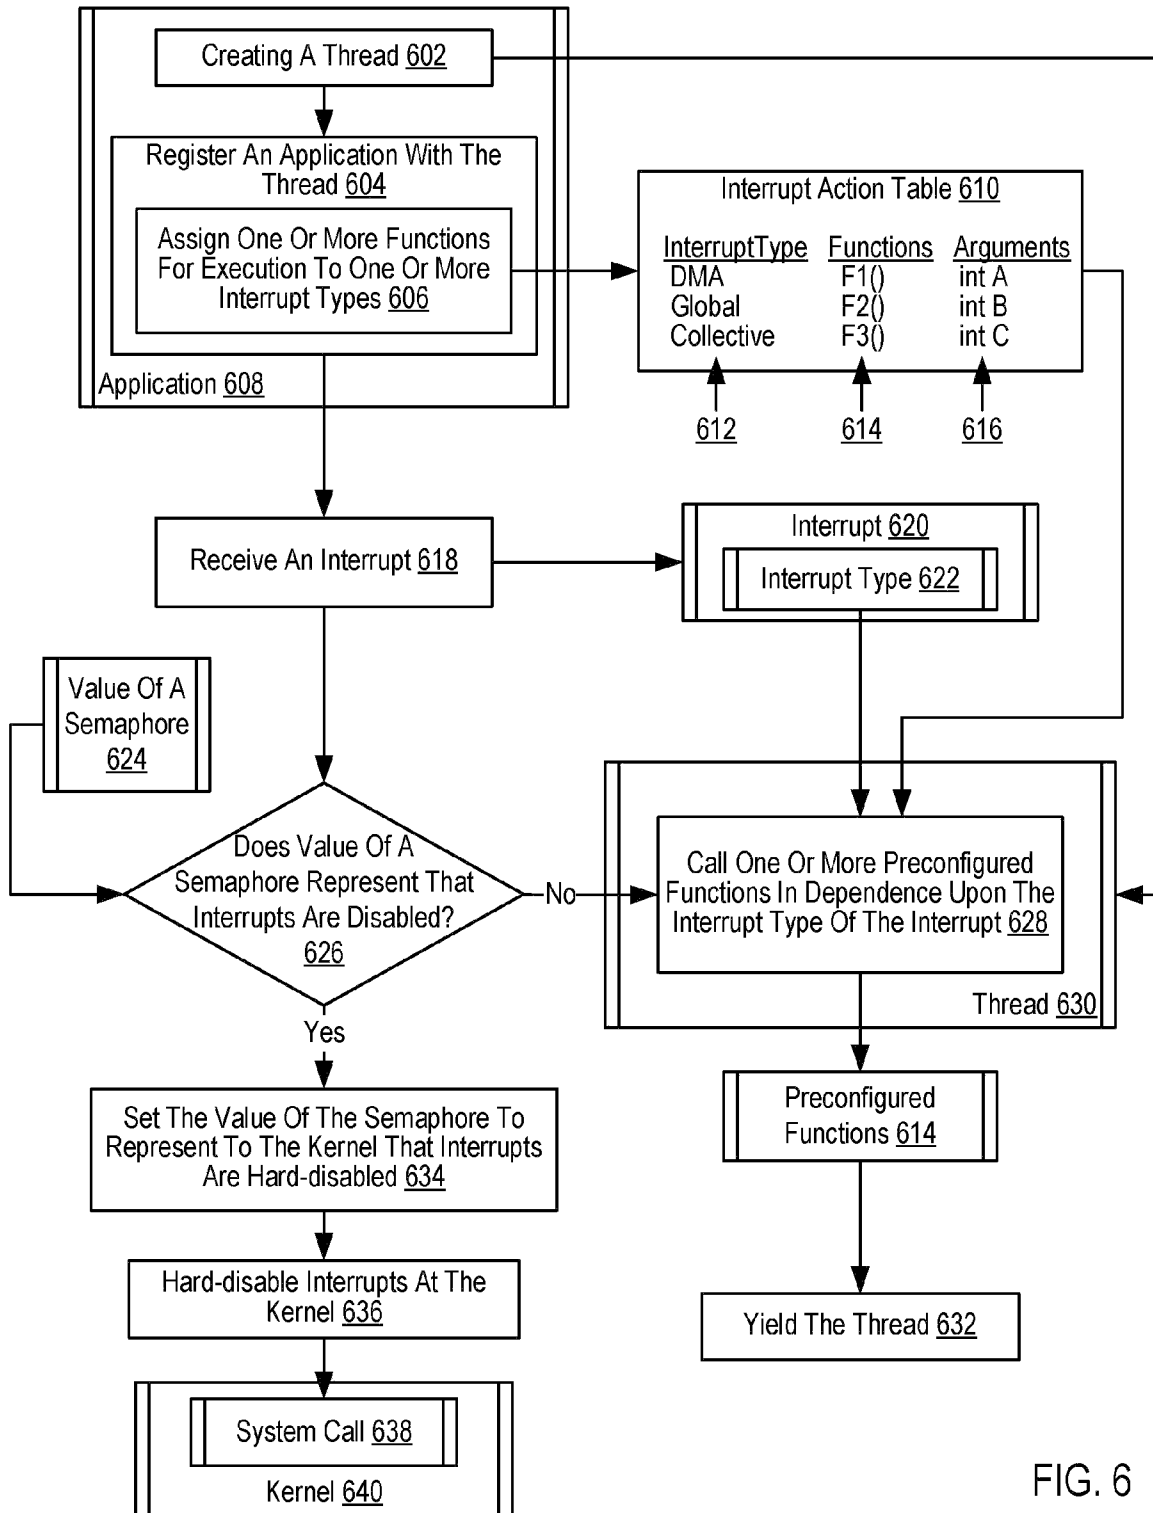 Creating A Thread 602
Register An Application With The
Thread 604
Assign One Or More Functions
For Execution To One Or More
Interrupt Types 606
Application 608
Interrupt Action Table 610
InterruptType Functions Arguments
DMA F1() int A
Global F2() int B
Collective F3() int C
612 614 616
Receive An Interrupt 618
Interrupt 620
Interrupt Type 622
Value Of A
Semaphore
624
Does Value Of A
Semaphore Represent That
Interrupts Are Disabled?
626
No
Yes
Call One Or More Preconfigured
Functions In Dependence Upon The
Interrupt Type Of The Interrupt 628
Thread 630
Preconfigured
Functions 614
Yield The Thread 632
Set The Value Of The Semaphore To
Represent To The Kernel That Interrupts
Are Hard-disabled 634
Hard-disable Interrupts At The
Kernel 636
System Call 638
Kernel 640
FIG. 6